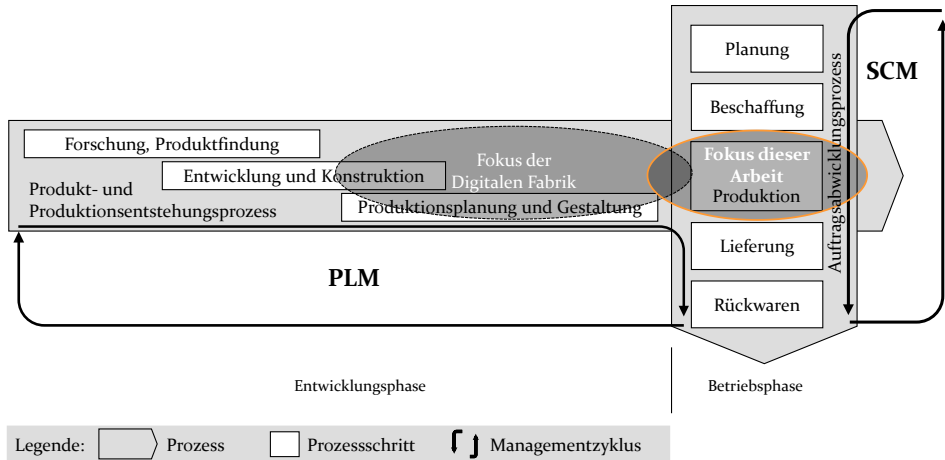 Planung
SCM
Beschaffung
Auftragsabwicklungsprozess
Forschung, Produktfindung
Fokus der
Digitalen Fabrik
Fokus dieser
Arbeit
Entwicklung und Konstruktion
Produktion
Produkt- und
Produktionsentstehungsprozess
Produktionsplanung und Gestaltung
Lieferung
PLM
Rückwaren
Entwicklungsphase
Betriebsphase
Legende:
Prozess
Prozessschritt
Managementzyklus